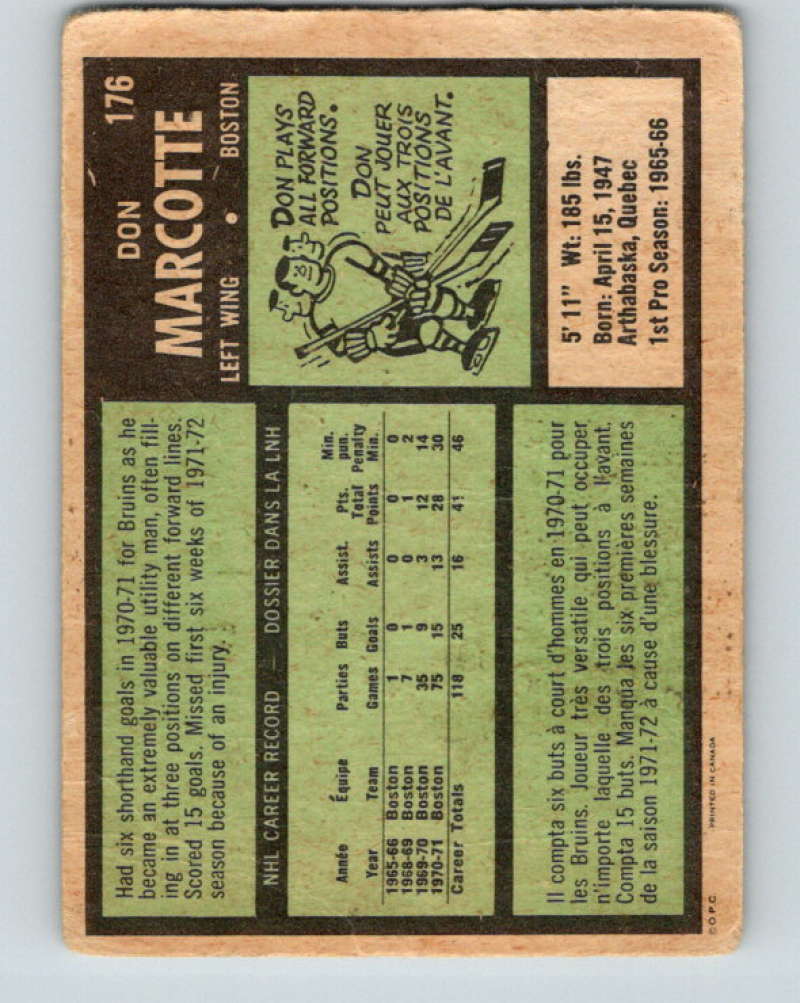 176
DON
MARCOTTE
LEFT WING • BOSTON
DON PLAYS
ALL FORWARD
POSITIONS.
DON
PEUT JOUER
AUX TROIS
POSITIONS
DE L'AVANT.
5' 11" Wt: 185 lbs.
Born: April 15, 1947
Arthabaska, Quebec
1st Pro Season: 1965-66
Had six shorthand goals in 1970-71 for Bruins as he
became an extremely valuable utility man, often fill-
ing in at three positions on different forward lines.
Scored 15 goals. Missed first six weeks of 1971-72
season because of an injury.
NHL CAREER RECORD — DOSSIER DANS LA LNH
Min.
Pts. pun.
Année Équipe Parties Buts Assist. Total Penalty
Year Team Games Goals Assists Points Min.
1965-66 Boston 1 0 0 0 0
1968-69 Boston 7 1 0 1 2
1969-70 Boston 35 9 3 12 14
1970-71 Boston 75 15 13 28 30
Career Totals 118 25 16 41 46
Il compta six buts à court d'hommes en 1970-71 pour
les Bruins. Joueur très versatile qui peut occuper
n'importe laquelle des trois positions à l'avant.
Compta 15 buts. Manqua les six premières semaines
de la saison 1971-72 à cause d'une blessure.
© O.P.C. PRINTED IN CANADA